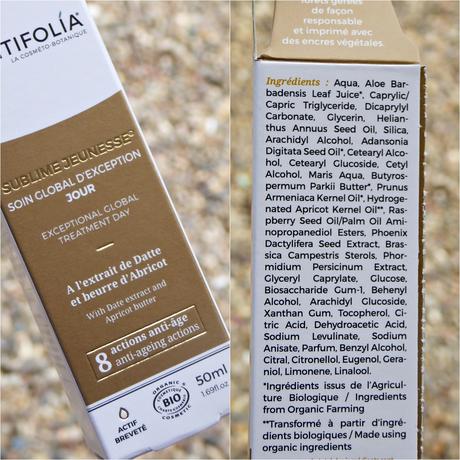 TIFOLIA
LA COSMÉTO-BOTANIQUE
SUBLIME JEUNESSE
SOIN GLOBAL D'EXCEPTION
JOUR
EXCEPTIONAL GLOBAL
TREATMENT DAY
A l'extrait de Datte
et beurre d'Abricot
With Date extract and
Apricot butter
8 actions anti-âge
anti-ageing actions
ACTIF
BREVETÉ
ORGANIC
COSMÉTIQUE
BIO
COSMETIC
50ml
1.69fl.oz
forêts gérées
de façon
responsable
et imprimé avec
des encres végétales.
Ingrédients : Aqua, Aloe Bar-
badensis Leaf Juice*, Caprylic/
Capric Triglyceride, Dicaprylyl
Carbonate, Glycerin, Helian-
thus Annuus Seed Oil, Silica,
Arachidyl Alcohol, Adansonia
Digitata Seed Oil*, Cetearyl Alco-
hol, Cetearyl Glucoside, Cetyl
Alcohol, Maris Aqua, Butyros-
permum Parkii Butter*, Prunus
Armeniaca Kernel Oil*, Hydroge-
nated Apricot Kernel Oil**, Ras-
pberry Seed Oil/Palm Oil Ami-
nopropanediol Esters, Phoenix
Dactylifera Seed Extract, Bras-
sica Campestris Sterols, Phor-
midium Persicinum Extract,
Glyceryl Caprylate, Glucose,
Biosaccharide Gum-1, Behenyl
Alcohol, Arachidyl Glucoside,
Xanthan Gum, Tocopherol, Ci-
tric Acid, Dehydroacetic Acid,
Sodium Levulinate, Sodium
Anisate, Parfum, Benzyl Alcohol,
Citral, Citronellol, Eugenol, Gera-
niol, Limonene, Linalool.
*Ingrédients issus de l'Agricul-
ture Biologique / Ingredients
from Organic Farming
**Transformé à partir d'ingré-
dients biologiques / Made using
organic ingredients